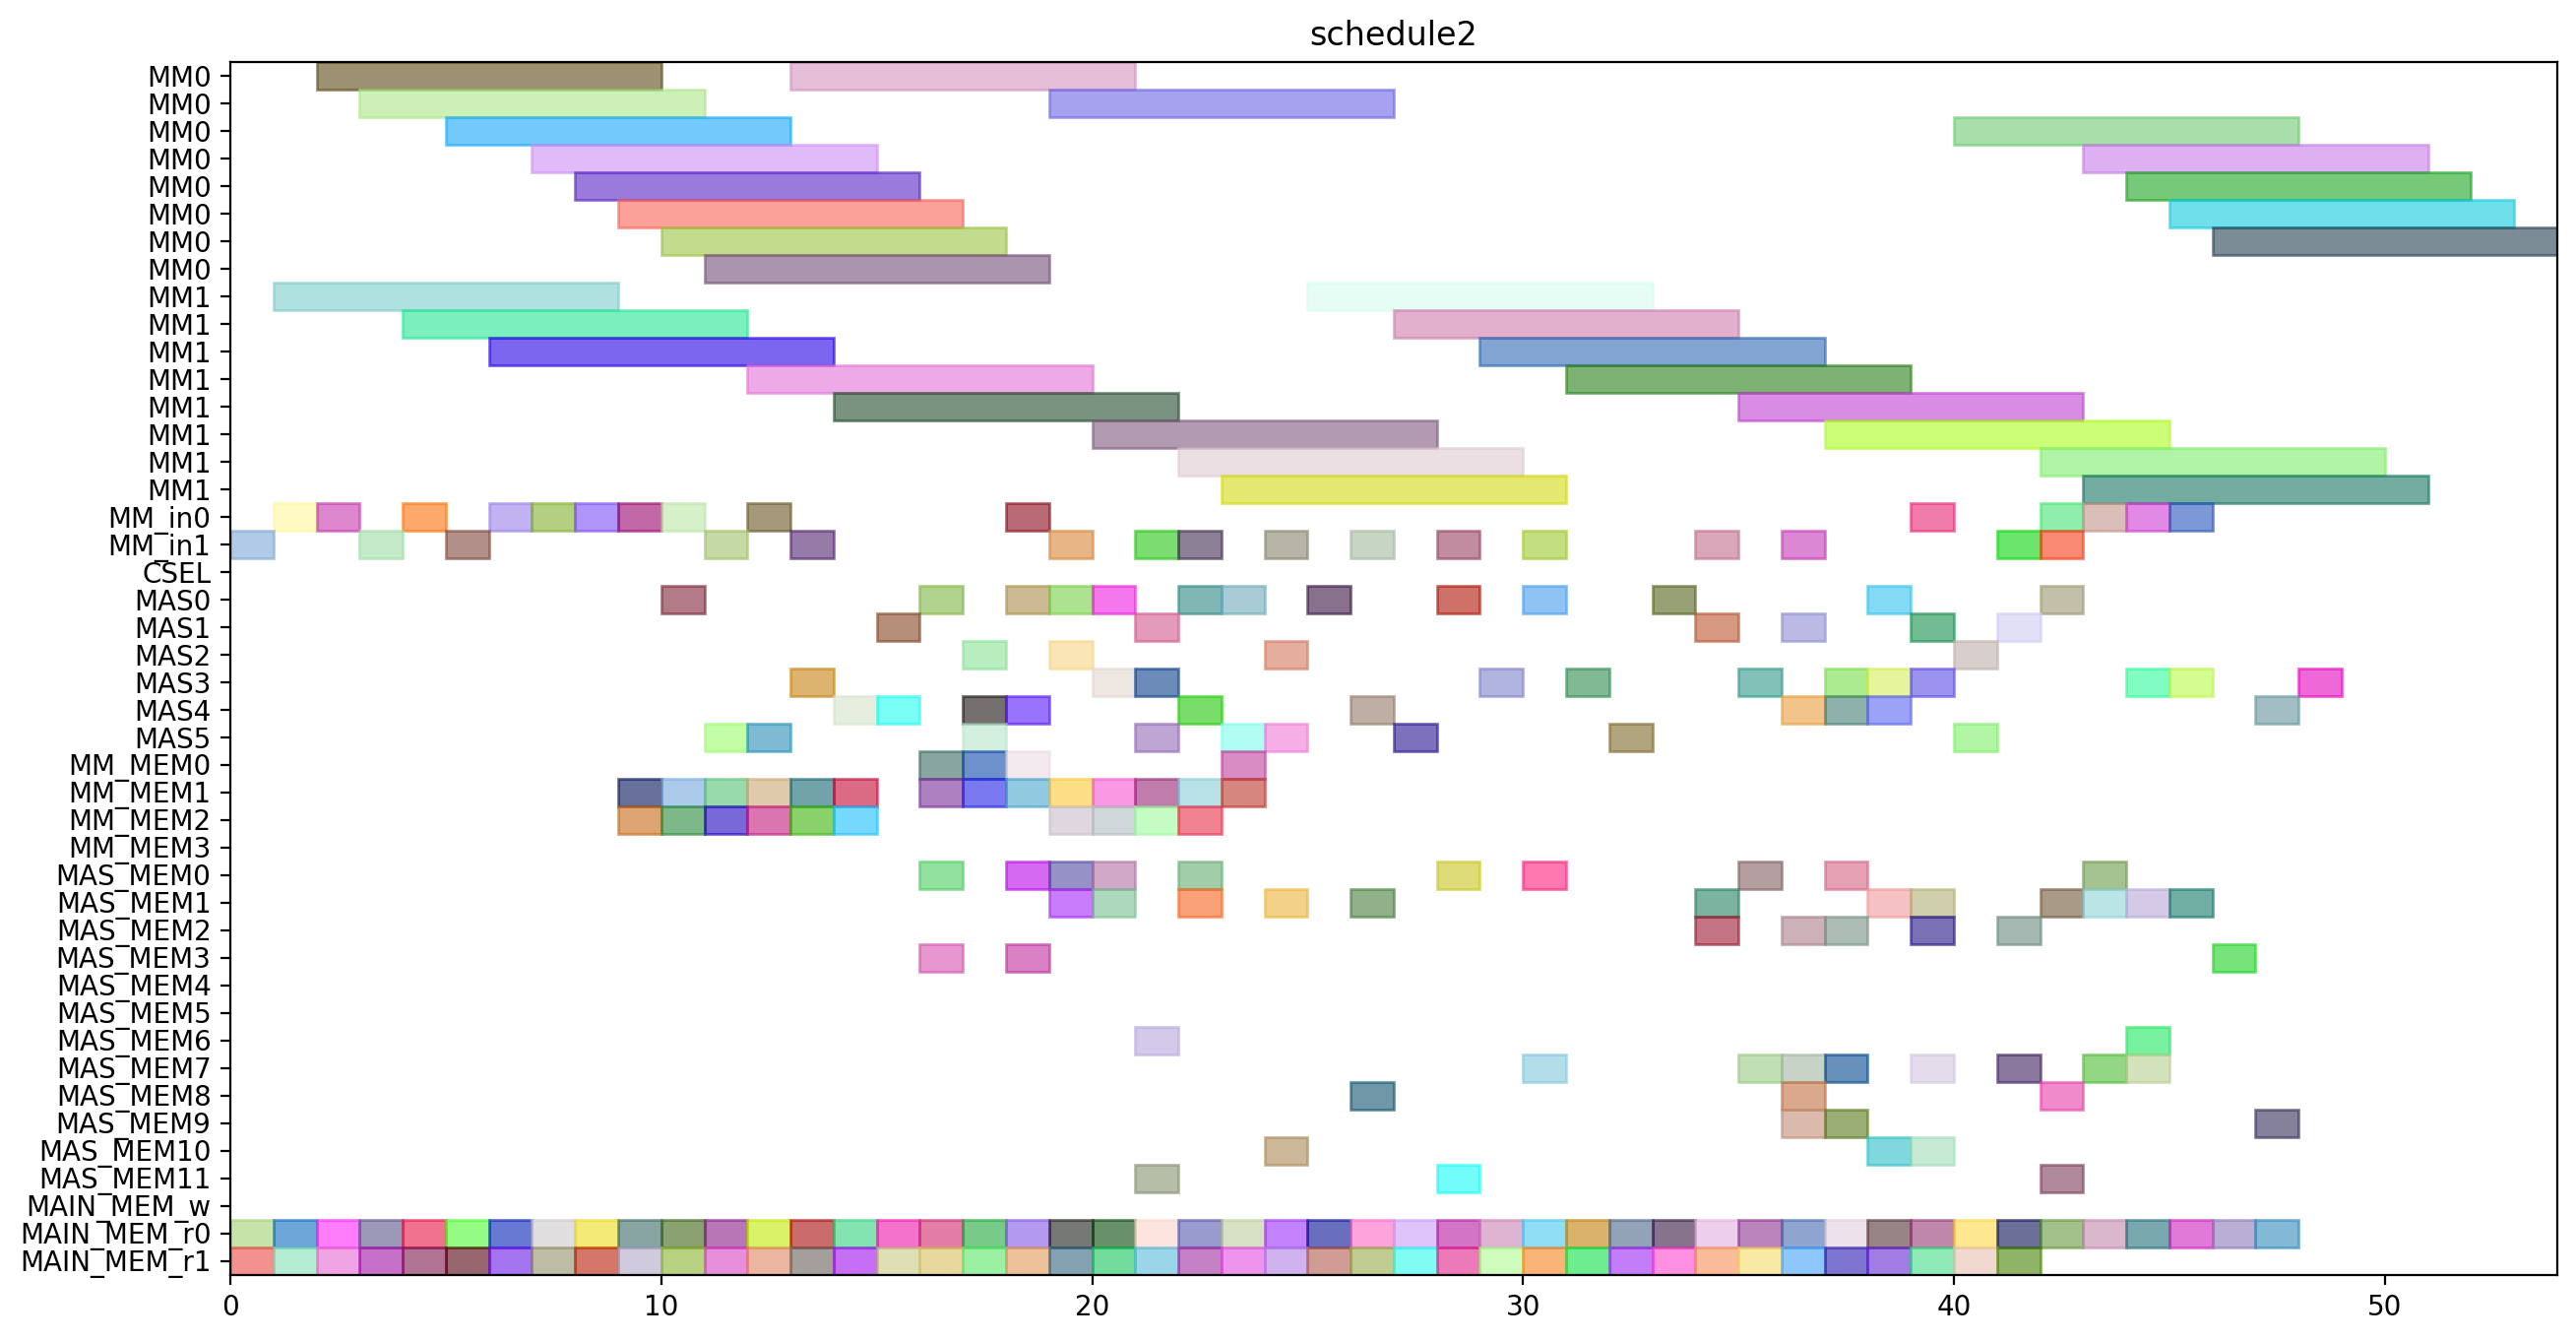 schedule2
MM0
MM0
MM0
MM0
MM0
MM0
MM0
MM0
MM1
MM1
MM1
MM1
MM1
MM1
MM1
MM1
MM_in0
MM_in1
CSEL
MAS0
MAS1
MAS2
MAS3
MAS4
MAS5
MM_MEM0
MM_MEM1
MM_MEM2
MM_MEM3
MAS_MEM0
MAS_MEM1
MAS_MEM2
MAS_MEM3
MAS_MEM4
MAS_MEM5
MAS_MEM6
MAS_MEM7
MAS_MEM8
MAS_MEM9
MAS_MEM10
MAS_MEM11
MAIN_MEM_w
MAIN_MEM_r0
MAIN_MEM_r1
0 10 20 30 40 50